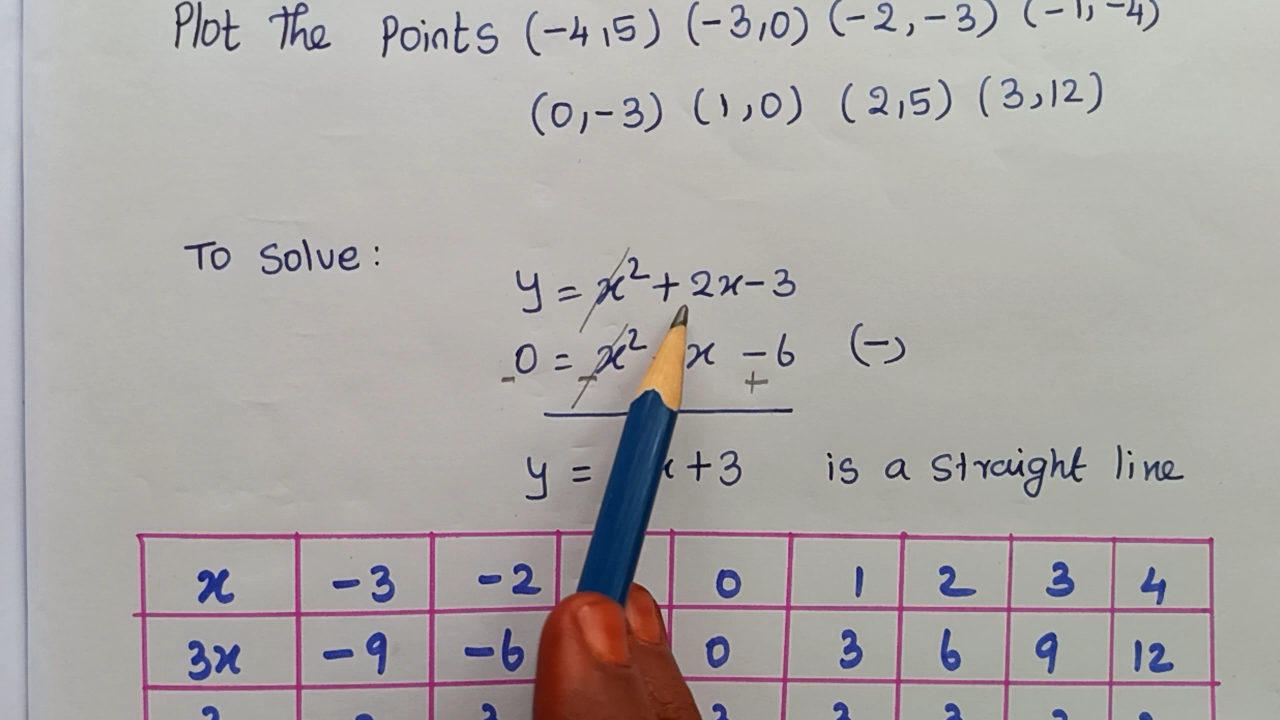 Plot the Points (-4,5) (-3,0) (-2,-3) (-1,-4)
(0,-3) (1,0) (2,5) (3,12)
To Solve:
y = x² + 2x - 3
0 = x² x - 6 (-)
- - +
y = x + 3 is a straight line
x -3 -2 0 1 2 3 4
3x -9 -6 0 3 6 9 12